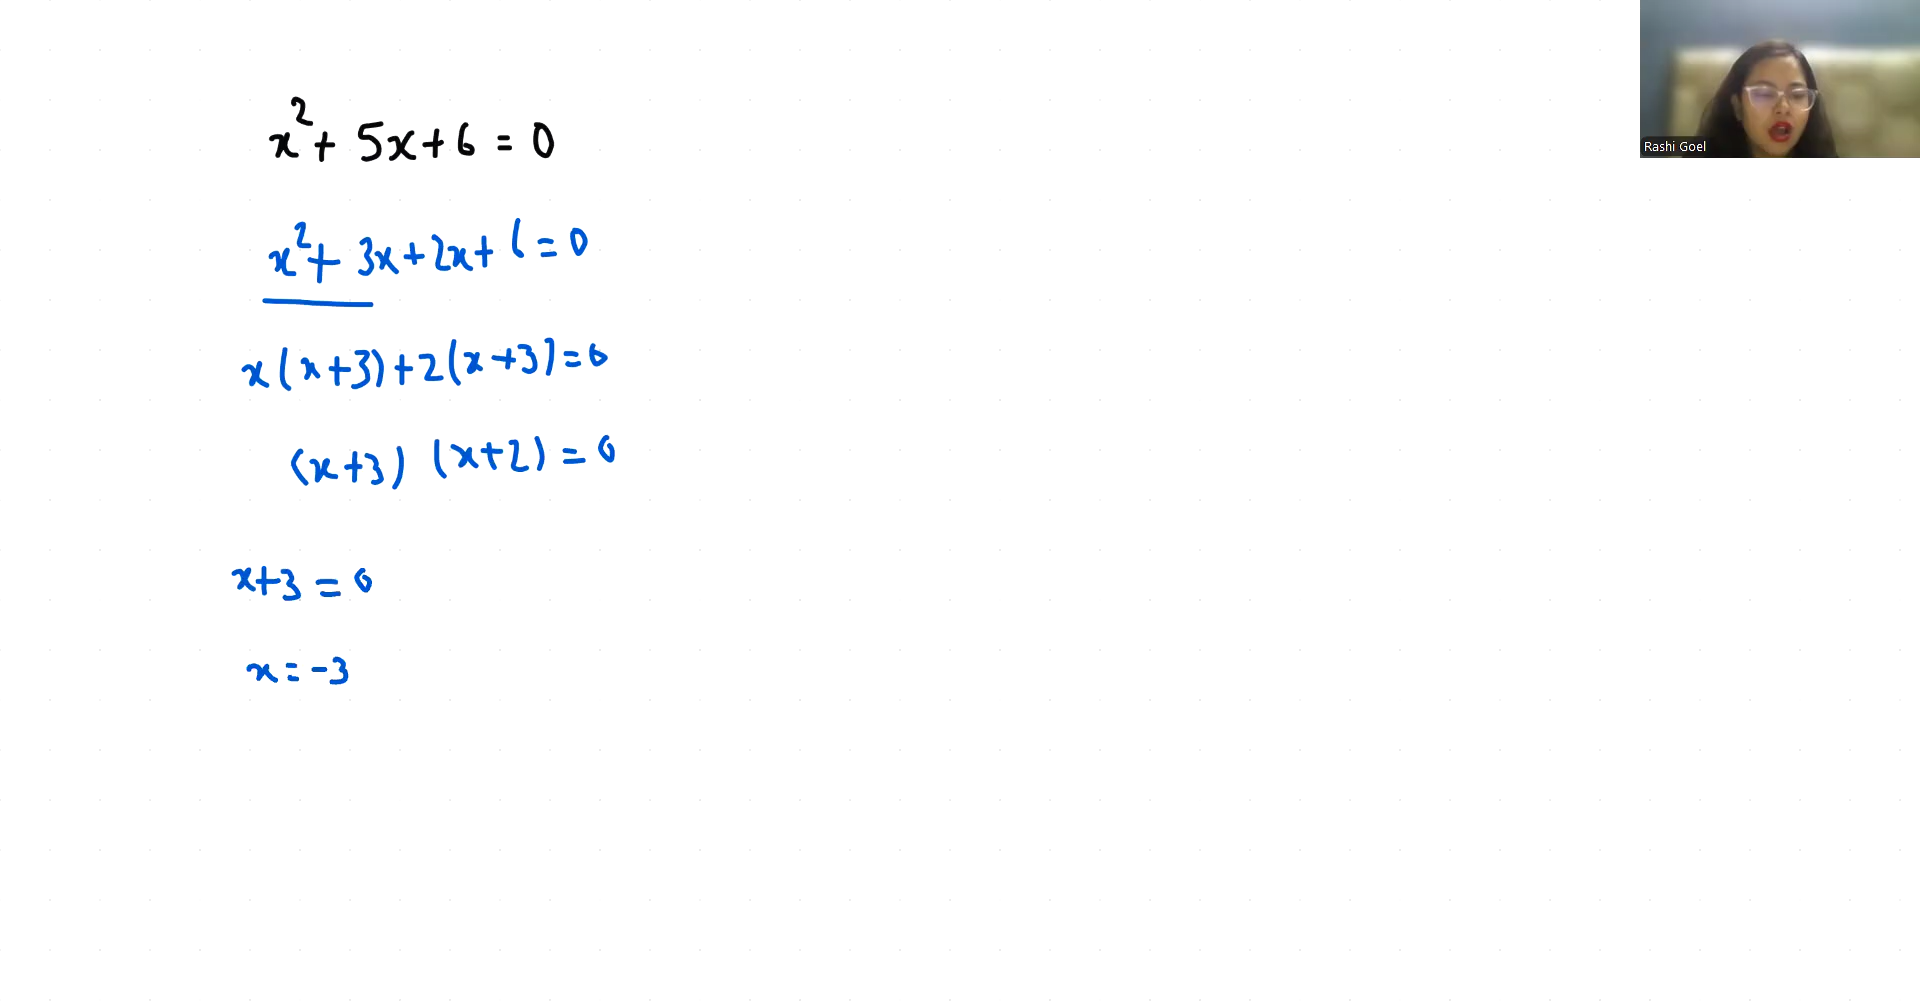 x² + 5x + 6 = 0
x² + 3x + 2x + 6 = 0
x(x+3) + 2(x+3) = 0
(x+3) (x+2) = 0
x+3 = 0
x = -3
Rashi Goel